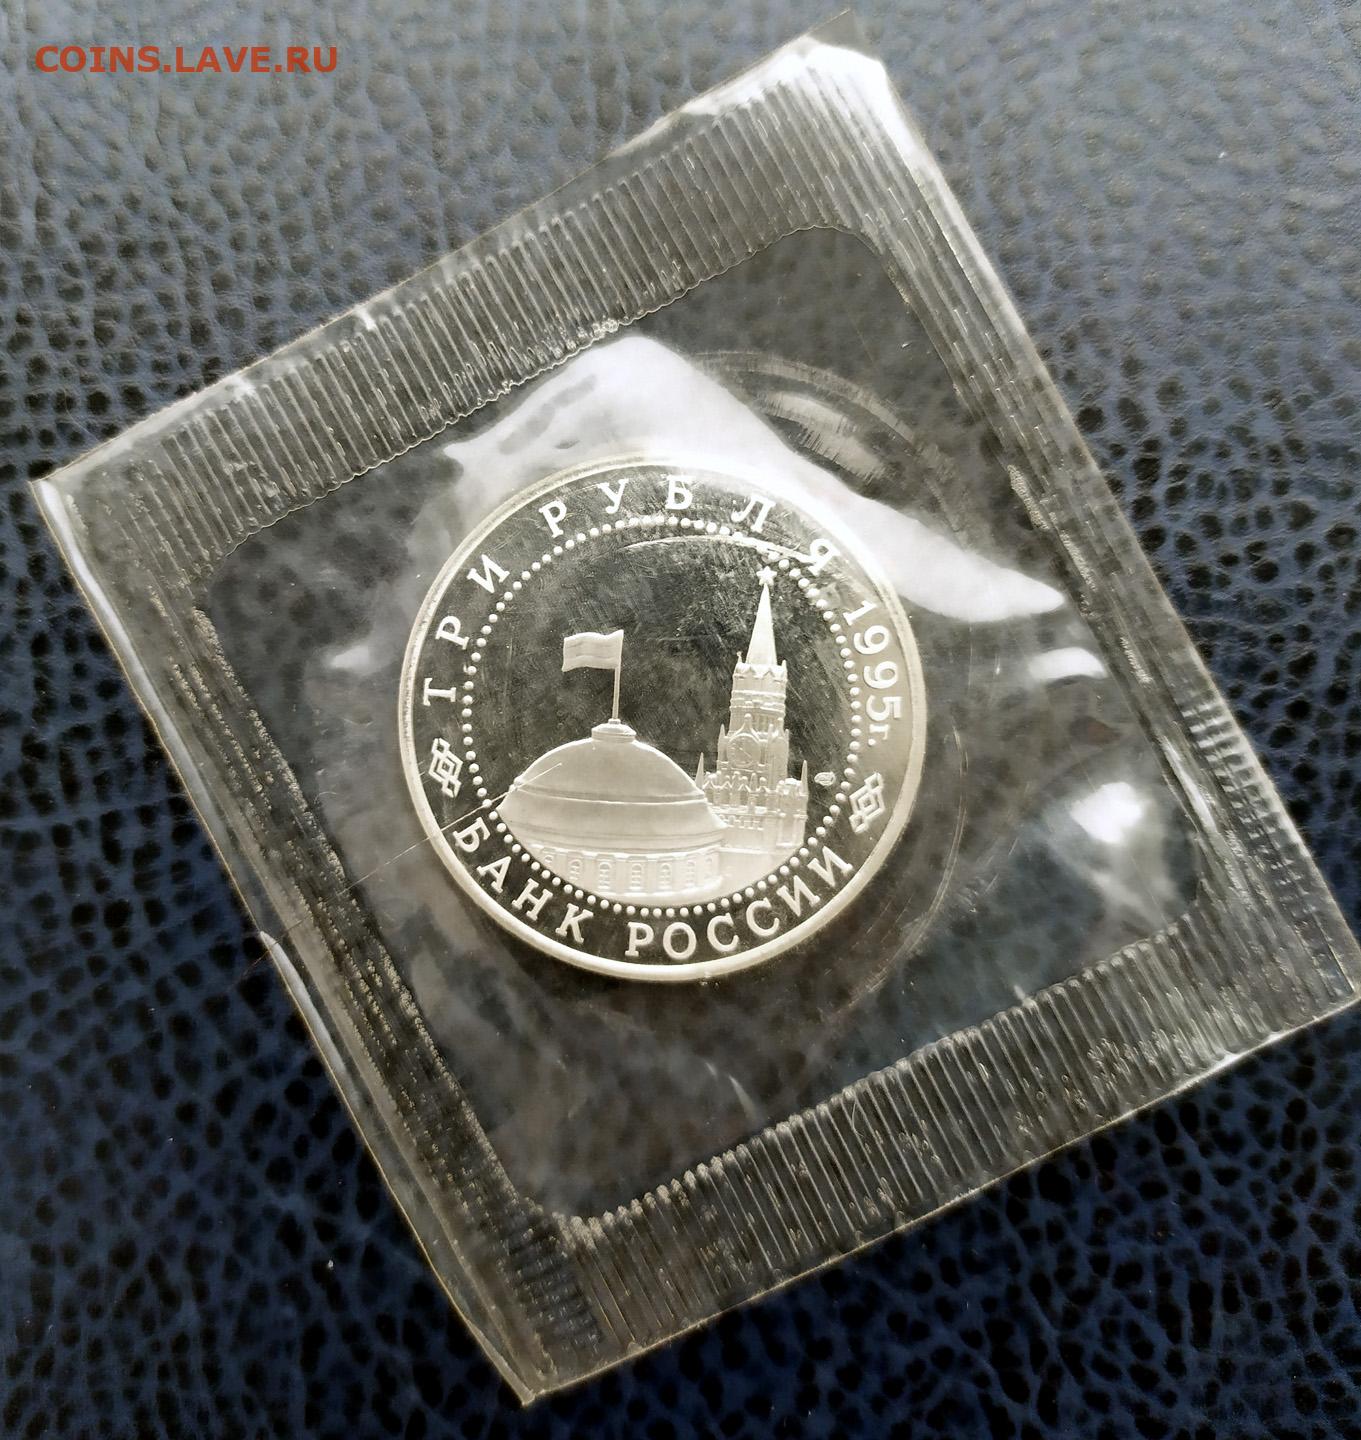 COINS.LAVE.RU
ТРИ РУБЛЯ 1995г.
БАНК РОССИИ